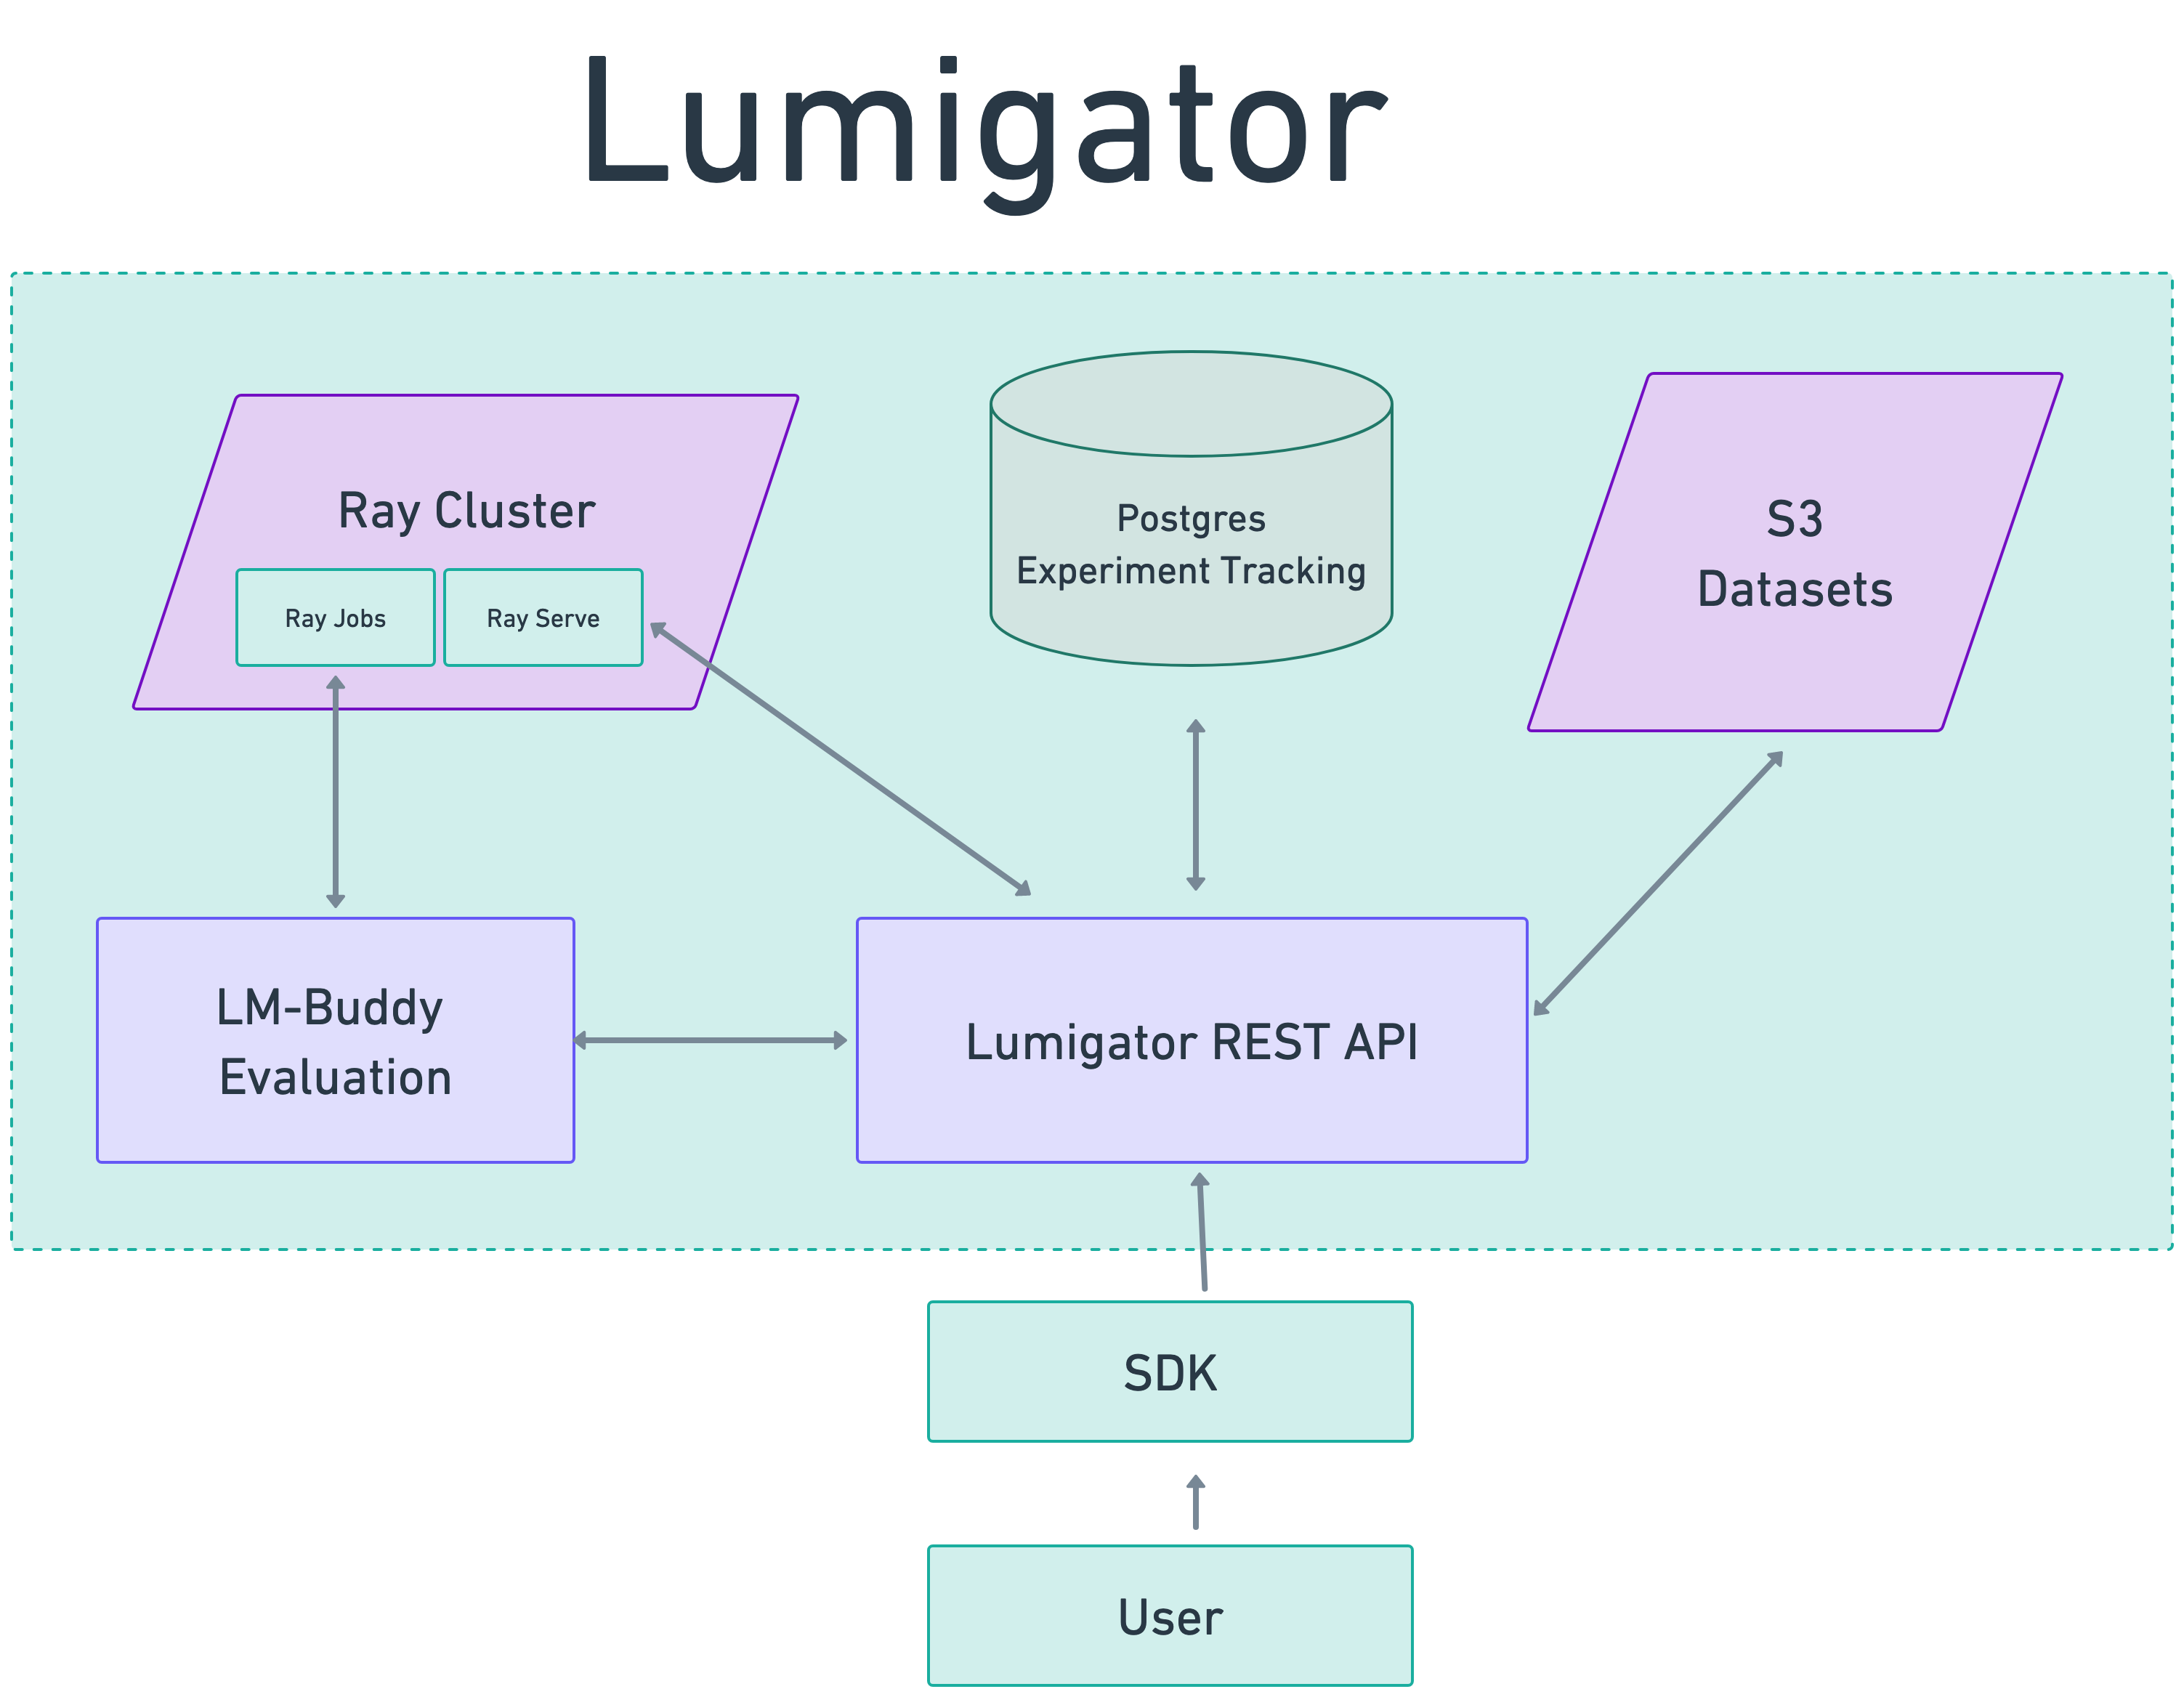 Lumigator
Ray Cluster
Ray Jobs
Ray Serve
Postgres
Experiment Tracking
S3
Datasets
LM-Buddy
Evaluation
Lumigator REST API
SDK
User